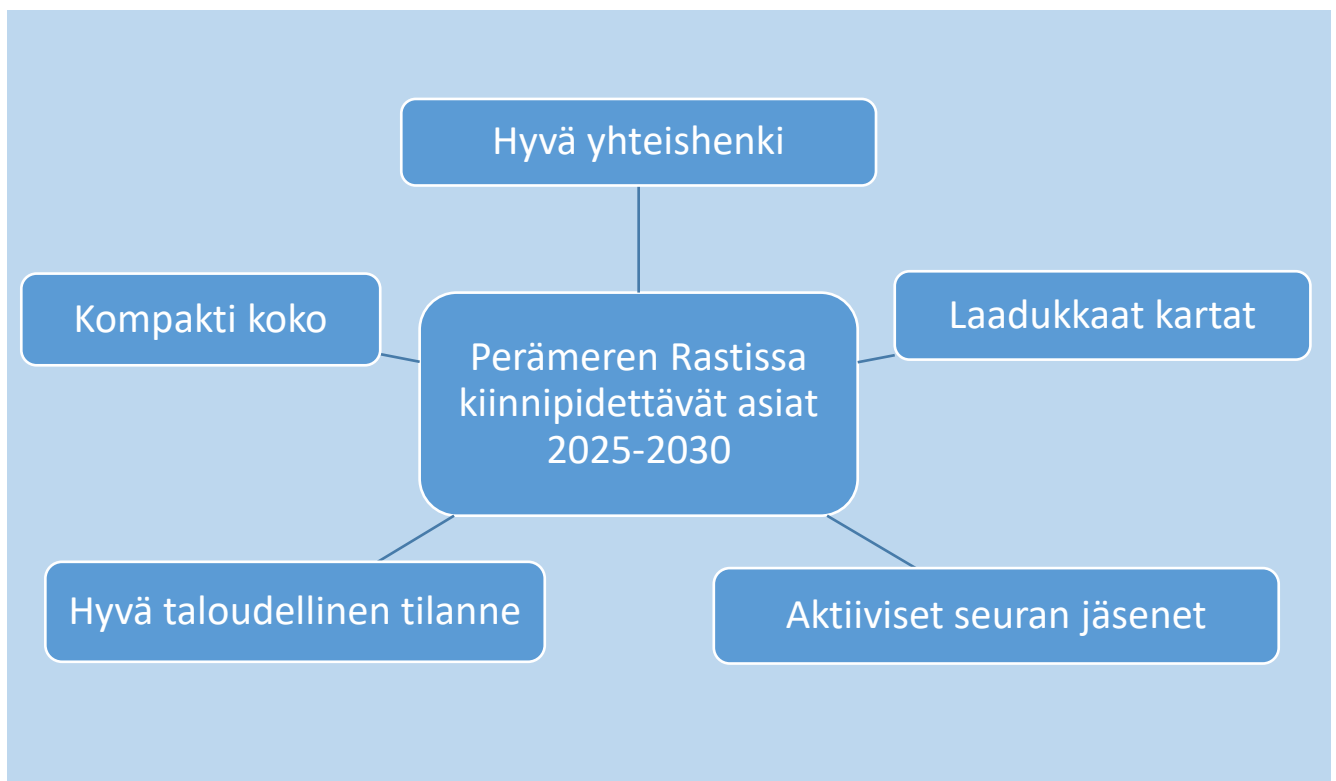 Hyvä yhteishenki
Kompakti koko
Laadukkaat kartat
Perämeren Rastissa
kiinnipidettävät asiat
2025-2030
Hyvä taloudellinen tilanne
Aktiiviset seuran jäsenet